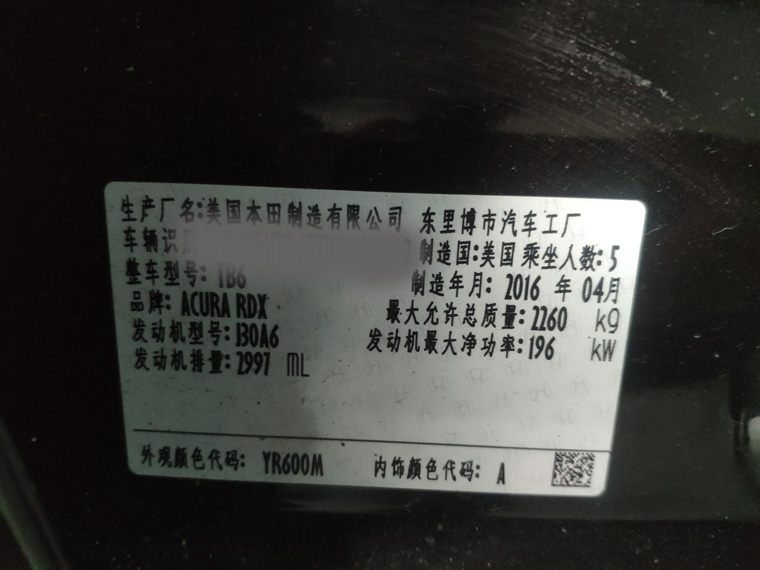 生产厂名:美国本田制造有限公司 东里博市汽车工厂
车辆识 制造国:美国 乘坐人数:5
整车型号: TB6 制造年月: 2016 年 04月
品牌: ACURA RDX 最大允许总质量: 2260 kg
发动机型号: J30A6 发动机最大净功率: 196 kW
发动机排量: 2997 ML
外观颜色代码: YR600M 内饰颜色代码: A